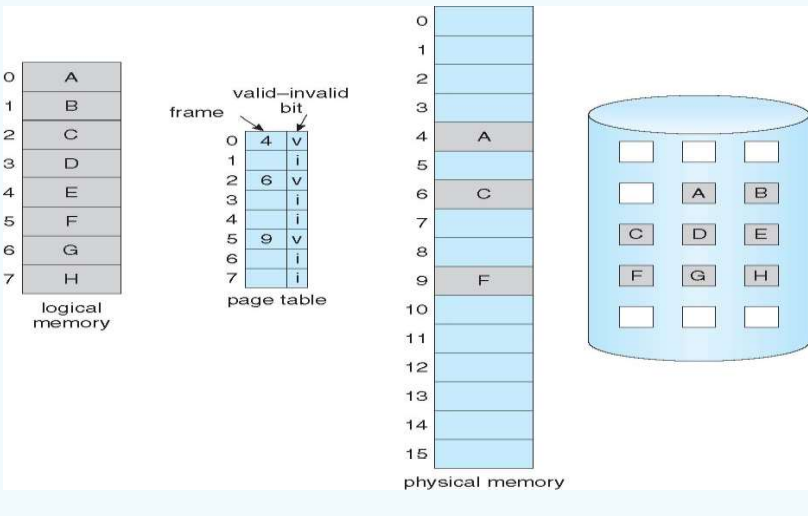 0 A
1 B
2 C
3 D
4 E
5 F
6 G
7 H
logical
memory
valid–invalid
bit
frame
0 4 v
1 i
2 6 v
3 i
4 i
5 9 v
6 i
7 i
page table
0
1
2
3
4 A
5
6 C
7
8
9 F
10
11
12
13
14
15
physical memory
A B
C D E
F G H